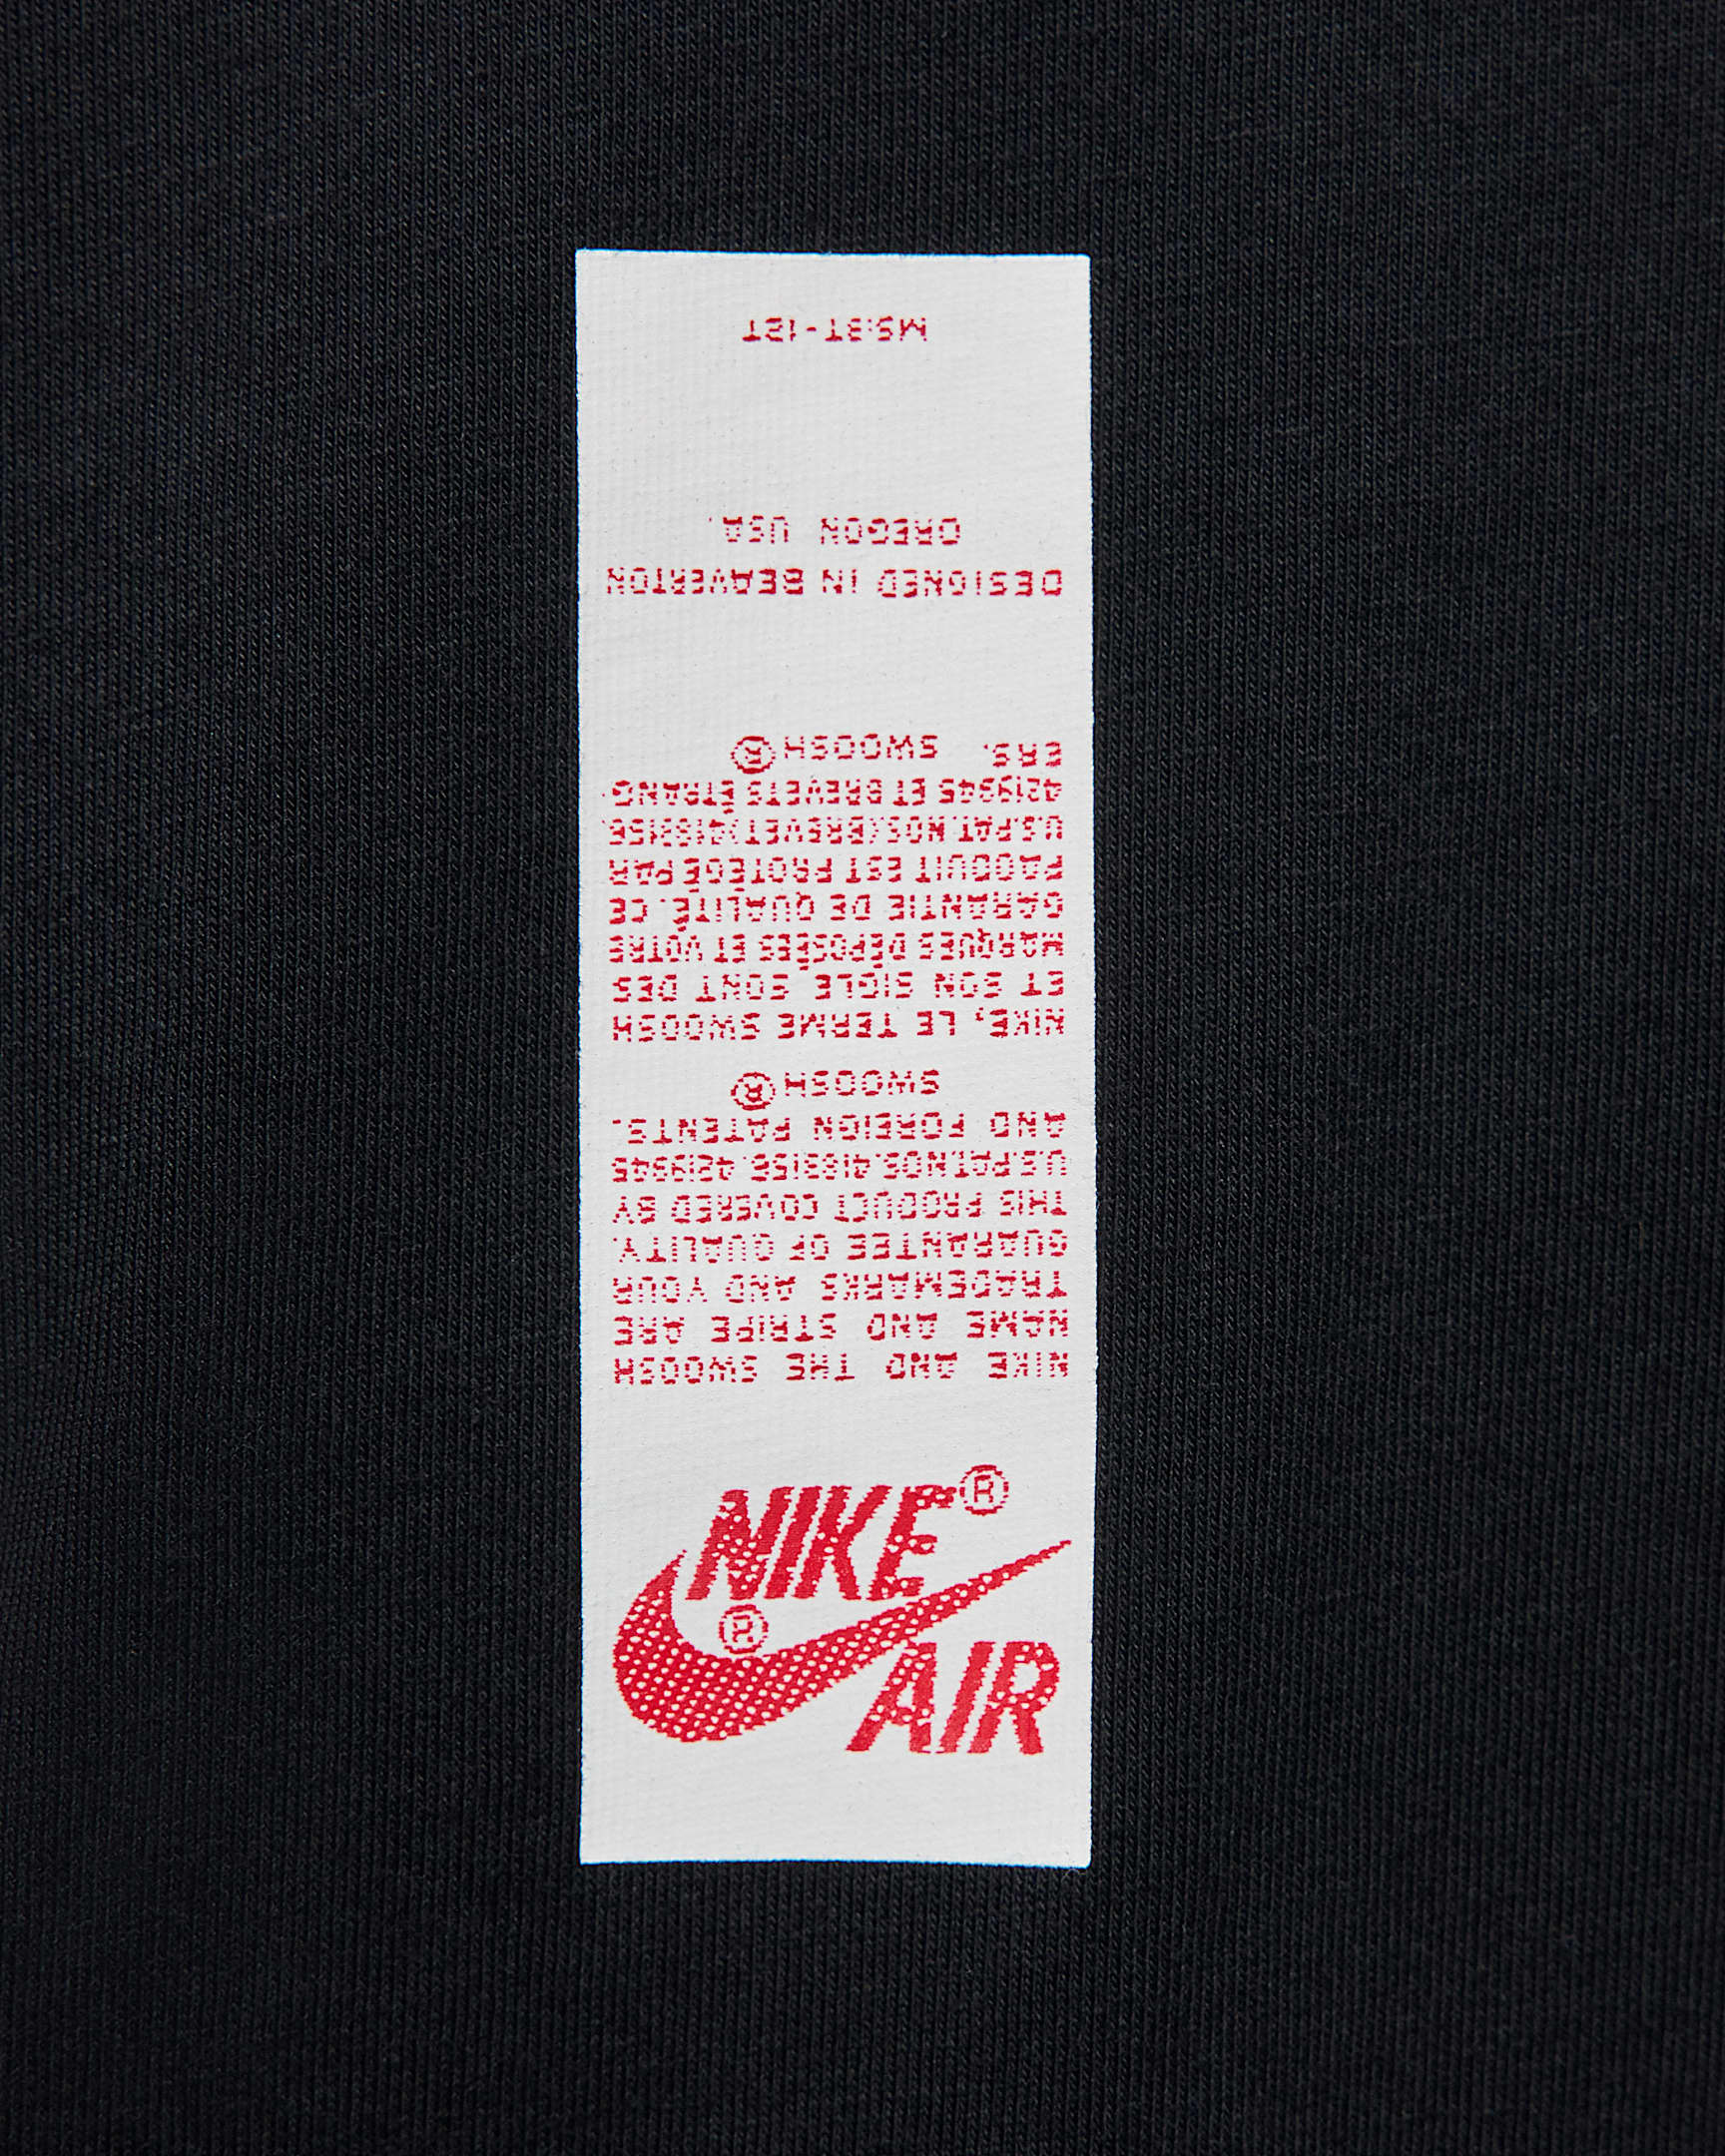 NIKE®
®
AIR
NIKE AND THE SWOOSH
NAME AND STRIPE ARE
TRADEMARKS AND YOUR
GUARANTEE OF QUALITY.
THIS PRODUCT COVERED BY
U.S.PAT.NOS.4183156.4219945
AND FOREIGN PATENTS.
SWOOSH®
NIKE, LE TERME SWOOSH
ET SON SIGLE SONT DES
MARQUES DÉPOSÉES ET VOTRE
GARANTIE DE QUALITÉ. CE
PRODUIT EST PROTÉGÉ PAR
U.S.PAT.NOS.(BREVET)4183156.
4219945 ET BREVETS ÉTRANG-
ERS. SWOOSH®
DESIGNED IN BEAVERTON
OREGON USA.
MS:3T-12T